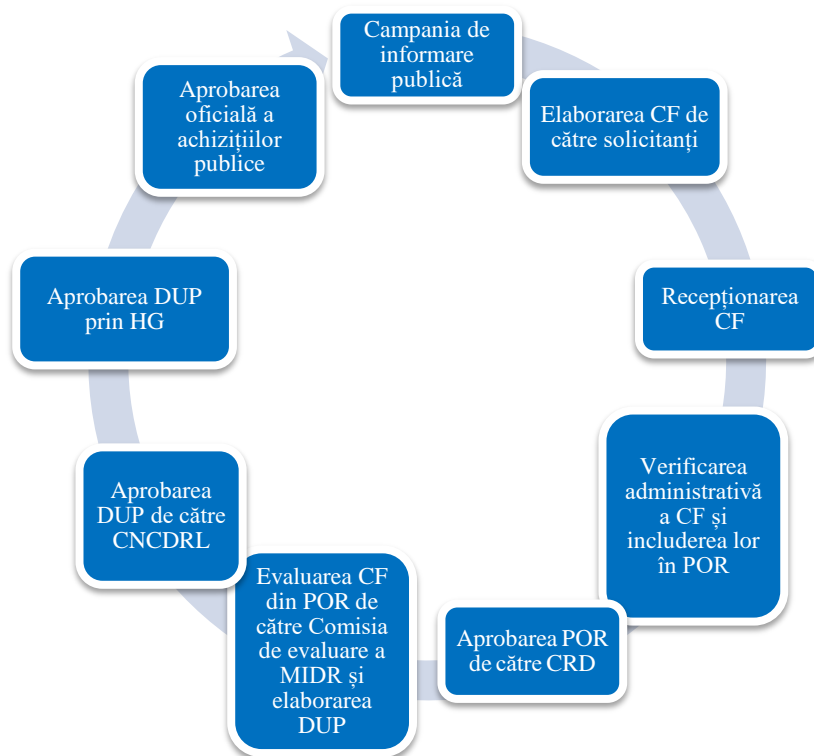 Campania de
informare
publică
Elaborarea CF de
către solicitanți
Recepționarea
CF
Verificarea
administrativă
a CF și
includerea lor
în POR
Aprobarea POR
de către CRD
Evaluarea CF
din POR de
către Comisia
de evaluare a
MIDR și
elaborarea
DUP
Aprobarea
DUP de către
CNCDRL
Aprobarea DUP
prin HG
Aprobarea
oficială a
achizițiilor
publice